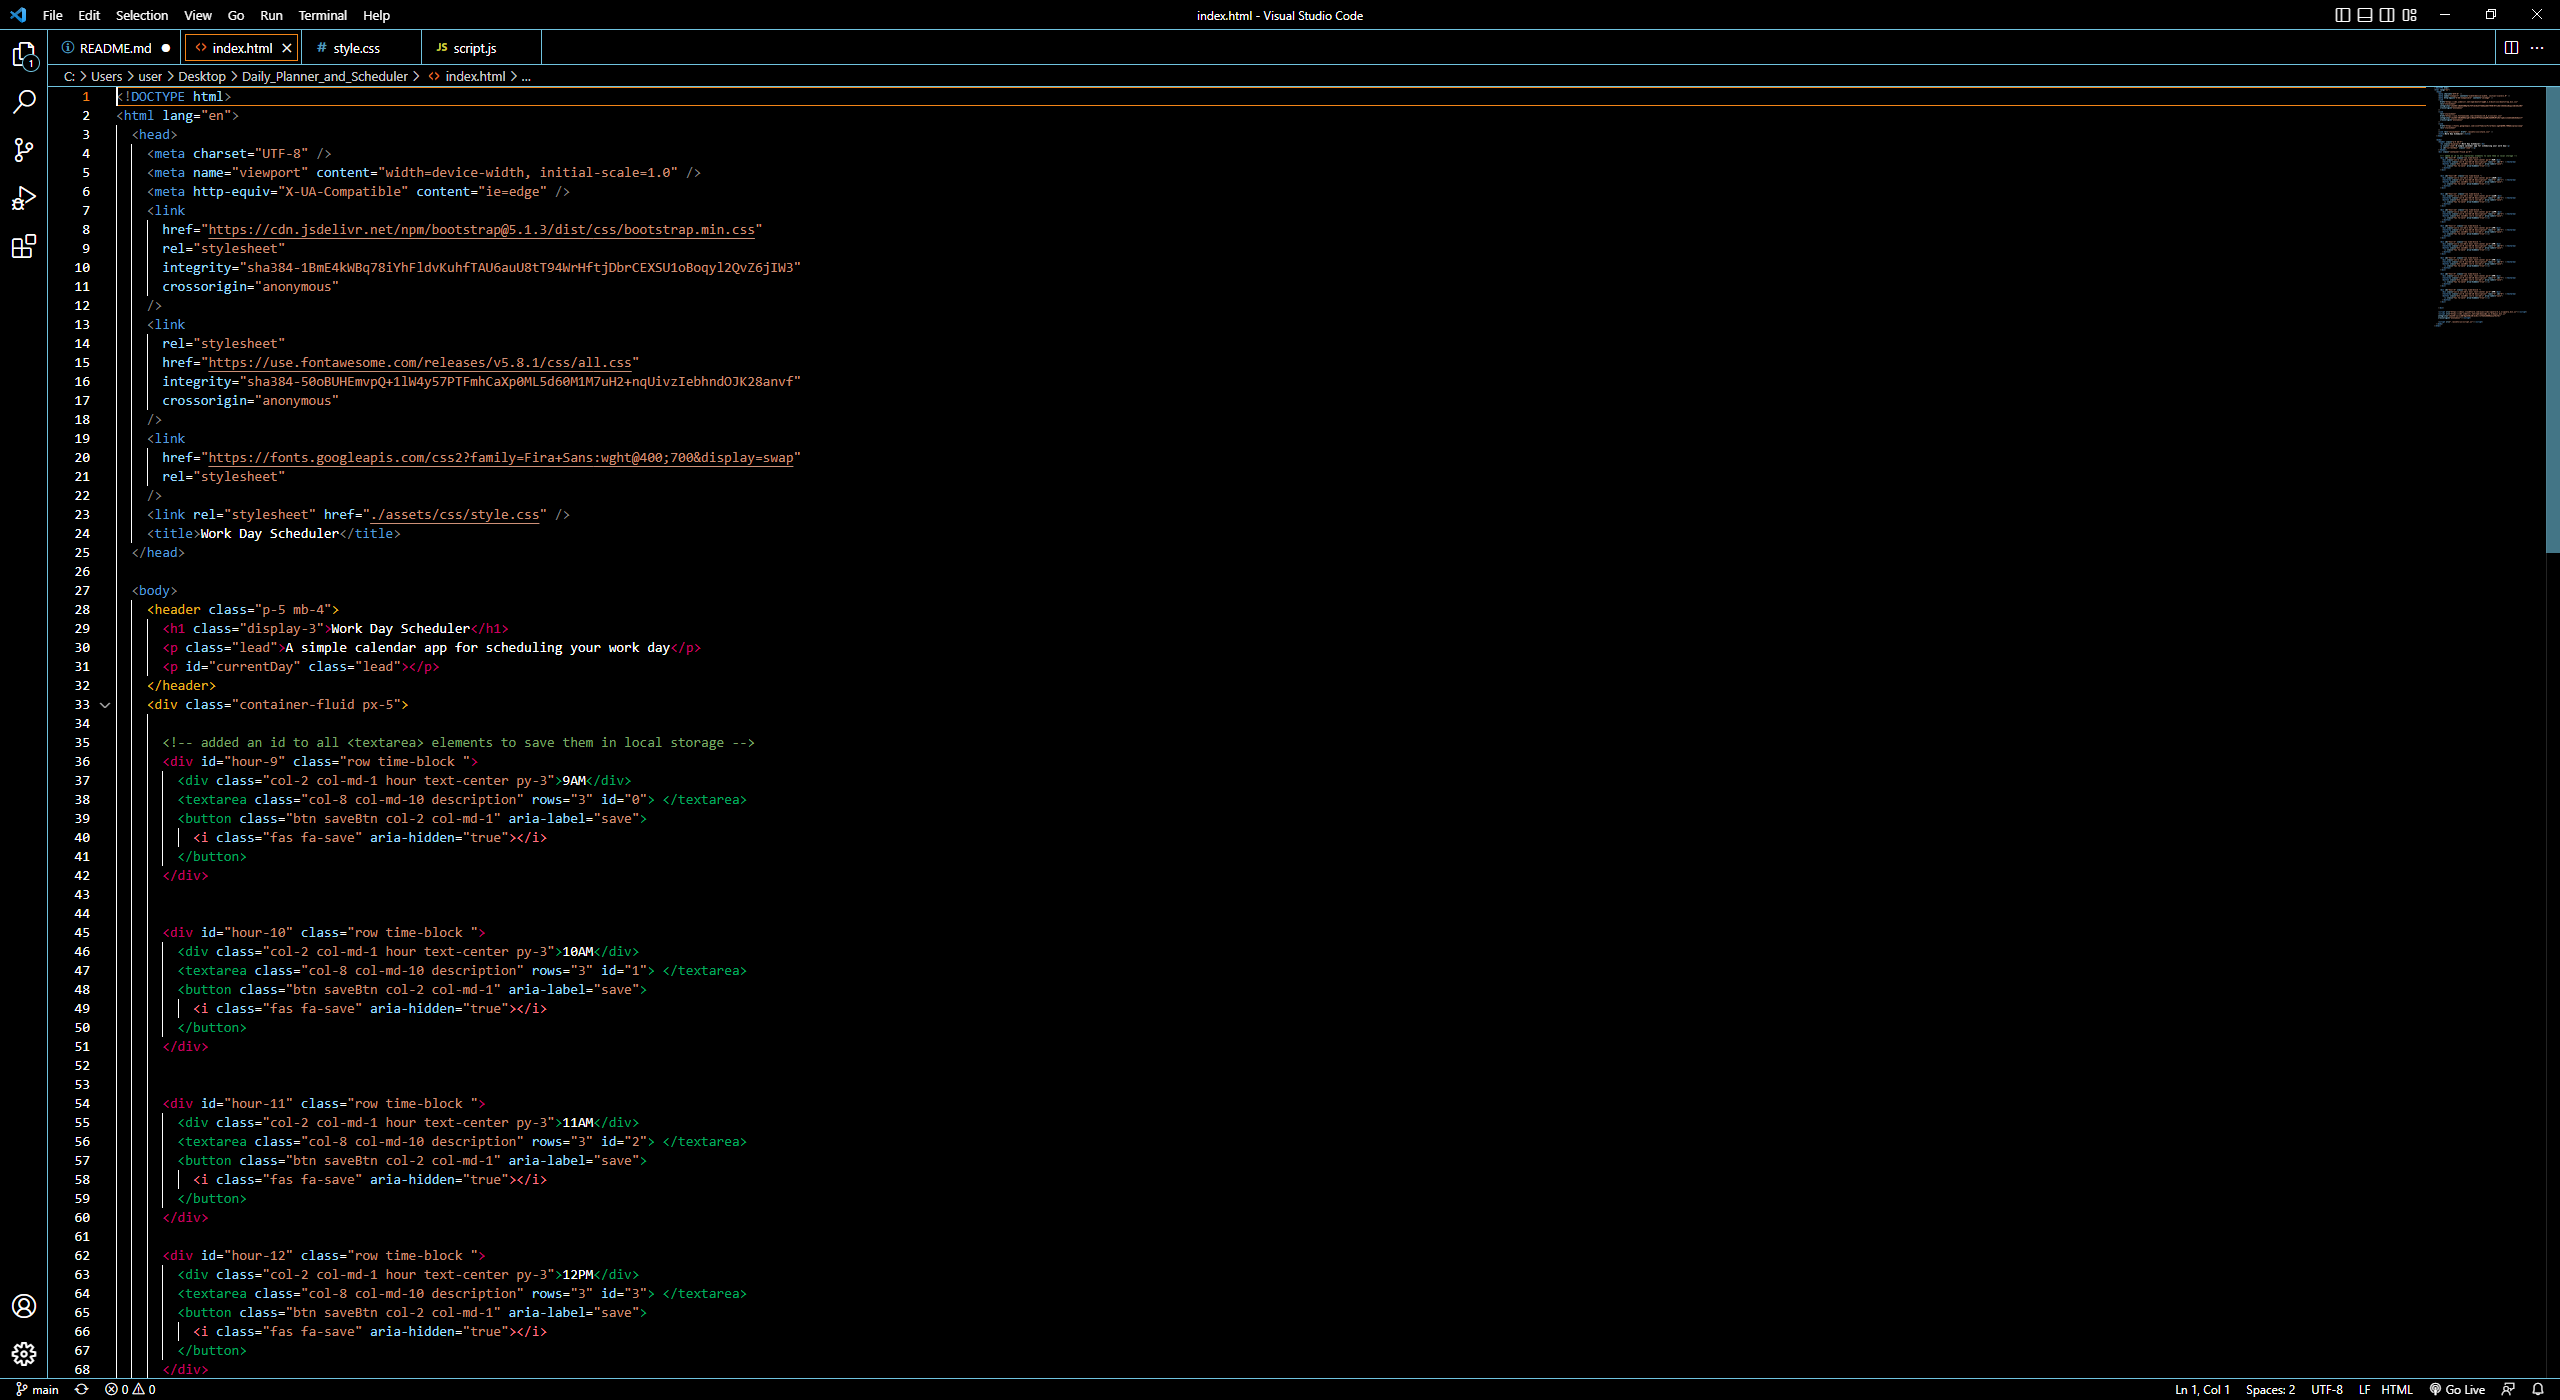 File Edit Selection View Go Run Terminal Help
index.html - Visual Studio Code
README.md
index.html
style.css
JS script.js
C: > Users > user > Desktop > Daily_Planner_and_Scheduler > index.html > ...
1 <!DOCTYPE html>
2 <html lang="en">
3 <head>
4 <meta charset="UTF-8" />
5 <meta name="viewport" content="width=device-width, initial-scale=1.0" />
6 <meta http-equiv="X-UA-Compatible" content="ie=edge" />
7 <link
8 href="https://cdn.jsdelivr.net/npm/bootstrap@5.1.3/dist/css/bootstrap.min.css"
9 rel="stylesheet"
10 integrity="sha384-1BmE4kWBq78iYhFldvKuhfTAU6auU8tT94WrHftjDbrCEXSU1oBoqyl2QvZ6jIW3"
11 crossorigin="anonymous"
12 />
13 <link
14 rel="stylesheet"
15 href="https://use.fontawesome.com/releases/v5.8.1/css/all.css"
16 integrity="sha384-50oBUHEmvpQ+1lW4y57PTFmhCaXp0ML5d60M1M7uH2+nqUivzIebhndOJK28anvf"
17 crossorigin="anonymous"
18 />
19 <link
20 href="https://fonts.googleapis.com/css2?family=Fira+Sans:wght@400;700&display=swap"
21 rel="stylesheet"
22 />
23 <link rel="stylesheet" href="./assets/css/style.css" />
24 <title>Work Day Scheduler</title>
25 </head>
26
27 <body>
28 <header class="p-5 mb-4">
29 <h1 class="display-3">Work Day Scheduler</h1>
30 <p class="lead">A simple calendar app for scheduling your work day</p>
31 <p id="currentDay" class="lead"></p>
32 </header>
33 <div class="container-fluid px-5">
34
35 <!-- added an id to all <textarea> elements to save them in local storage -->
36 <div id="hour-9" class="row time-block ">
37 <div class="col-2 col-md-1 hour text-center py-3">9AM</div>
38 <textarea class="col-8 col-md-10 description" rows="3" id="0"> </textarea>
39 <button class="btn saveBtn col-2 col-md-1" aria-label="save">
40 <i class="fas fa-save" aria-hidden="true"></i>
41 </button>
42 </div>
43
44
45 <div id="hour-10" class="row time-block ">
46 <div class="col-2 col-md-1 hour text-center py-3">10AM</div>
47 <textarea class="col-8 col-md-10 description" rows="3" id="1"> </textarea>
48 <button class="btn saveBtn col-2 col-md-1" aria-label="save">
49 <i class="fas fa-save" aria-hidden="true"></i>
50 </button>
51 </div>
52
53
54 <div id="hour-11" class="row time-block ">
55 <div class="col-2 col-md-1 hour text-center py-3">11AM</div>
56 <textarea class="col-8 col-md-10 description" rows="3" id="2"> </textarea>
57 <button class="btn saveBtn col-2 col-md-1" aria-label="save">
58 <i class="fas fa-save" aria-hidden="true"></i>
59 </button>
60 </div>
61
62 <div id="hour-12" class="row time-block ">
63 <div class="col-2 col-md-1 hour text-center py-3">12PM</div>
64 <textarea class="col-8 col-md-10 description" rows="3" id="3"> </textarea>
65 <button class="btn saveBtn col-2 col-md-1" aria-label="save">
66 <i class="fas fa-save" aria-hidden="true"></i>
67 </button>
68 </div>
main 0 0 Ln 1, Col 1 Spaces: 2 UTF-8 LF HTML Go Live